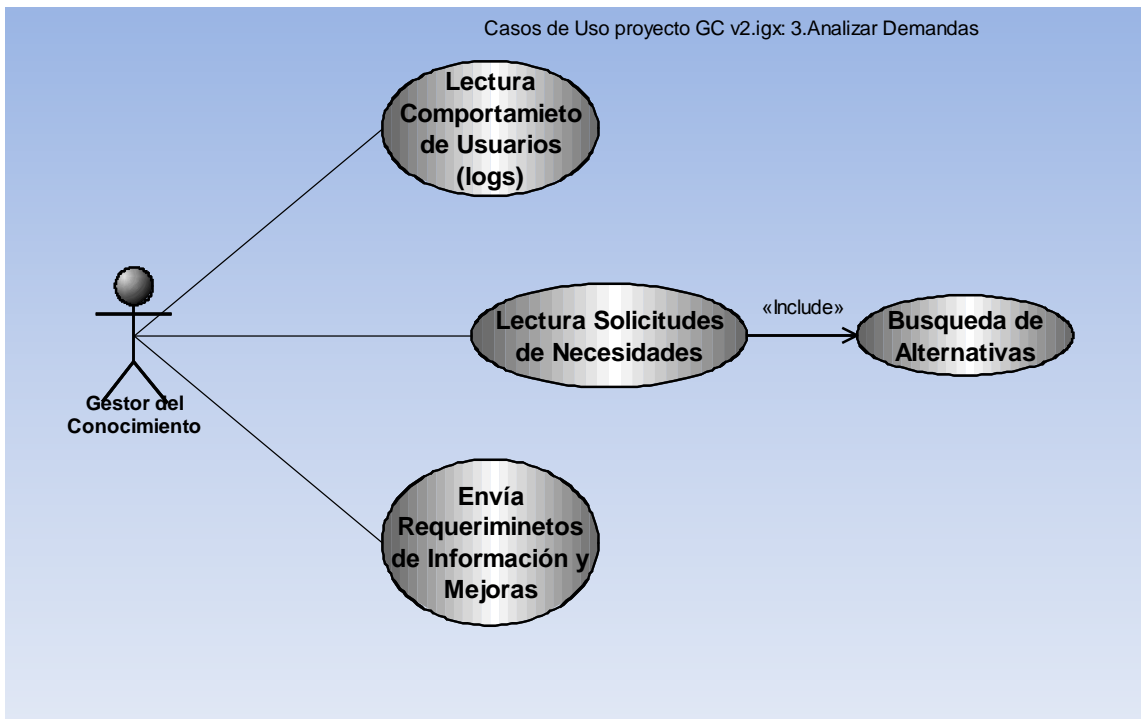 Casos de Uso proyecto GC v2.igx: 3.Analizar Demandas
Lectura
Comportamieto
de Usuarios
(logs)
Gestor del
Conocimiento
Lectura Solicitudes
de Necesidades
«Include»
Busqueda de
Alternativas
Envía
Requeriminetos
de Información y
Mejoras